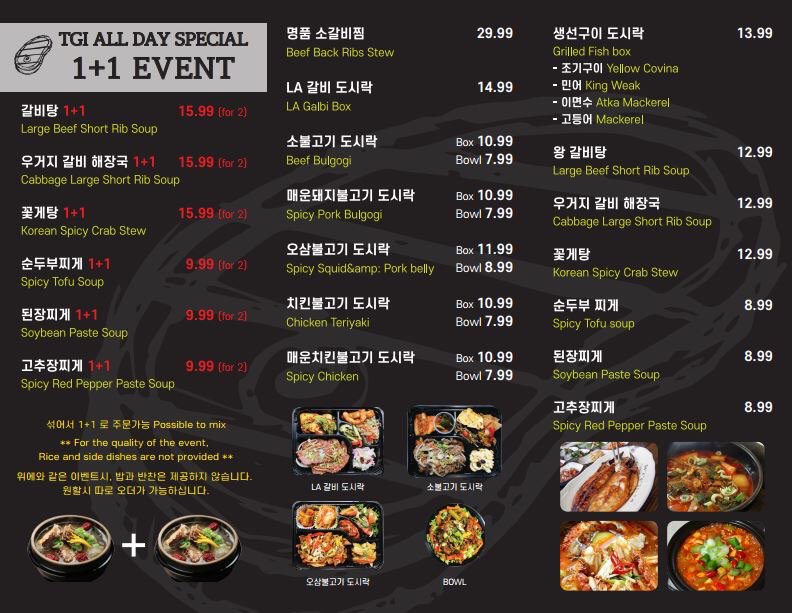 TGI ALL DAY SPECIAL
1+1 EVENT
갈비탕 1+1 15.99 (for 2)
Large Beef Short Rib Soup
우거지 갈비 해장국 1+1 15.99 (for 2)
Cabbage Large Short Rib Soup
꽃게탕 1+1 15.99 (for 2)
Korean Spicy Crab Stew
순두부찌게 1+1 9.99 (for 2)
Spicy Tofu Soup
된장찌게 1+1 9.99 (for 2)
Soybean Paste Soup
고추장찌게 1+1 9.99 (for 2)
Spicy Red Pepper Paste Soup
섞어서 1+1 로 주문가능 Possible to mix
** For the quality of the event,
Rice and side dishes are not provided **
위에와 같은 이벤트시, 밥과 반찬은 제공하지 않습니다.
원할시 따로 오더가 가능하십니다.
+
명품 소갈비찜 29.99
Beef Back Ribs Stew
LA 갈비 도시락 14.99
LA Galbi Box
소불고기 도시락 Box 10.99
Beef Bulgogi Bowl 7.99
매운돼지불고기 도시락 Box 10.99
Spicy Pork Bulgogi Bowl 7.99
오삼불고기 도시락 Box 11.99
Spicy Squid&amp; Pork belly Bowl 8.99
치킨불고기 도시락 Box 10.99
Chicken Teriyaki Bowl 7.99
매운치킨불고기 도시락 Box 10.99
Spicy Chicken Bowl 7.99
LA 갈비 도시락 소불고기 도시락
오삼불고기 도시락 BOWL
생선구이 도시락 13.99
Grilled Fish box
- 조기구이 Yellow Covina
- 민어 King Weak
- 이면수 Atka Mackerel
- 고등어 Mackerel
왕 갈비탕 12.99
Large Beef Short Rib Soup
우거지 갈비 해장국 12.99
Cabbage Large Short Rib Soup
꽃게탕 12.99
Korean Spicy Crab Stew
순두부 찌게 8.99
Spicy Tofu soup
된장찌게 8.99
Soybean Paste Soup
고추장찌게 8.99
Spicy Red Pepper Paste Soup